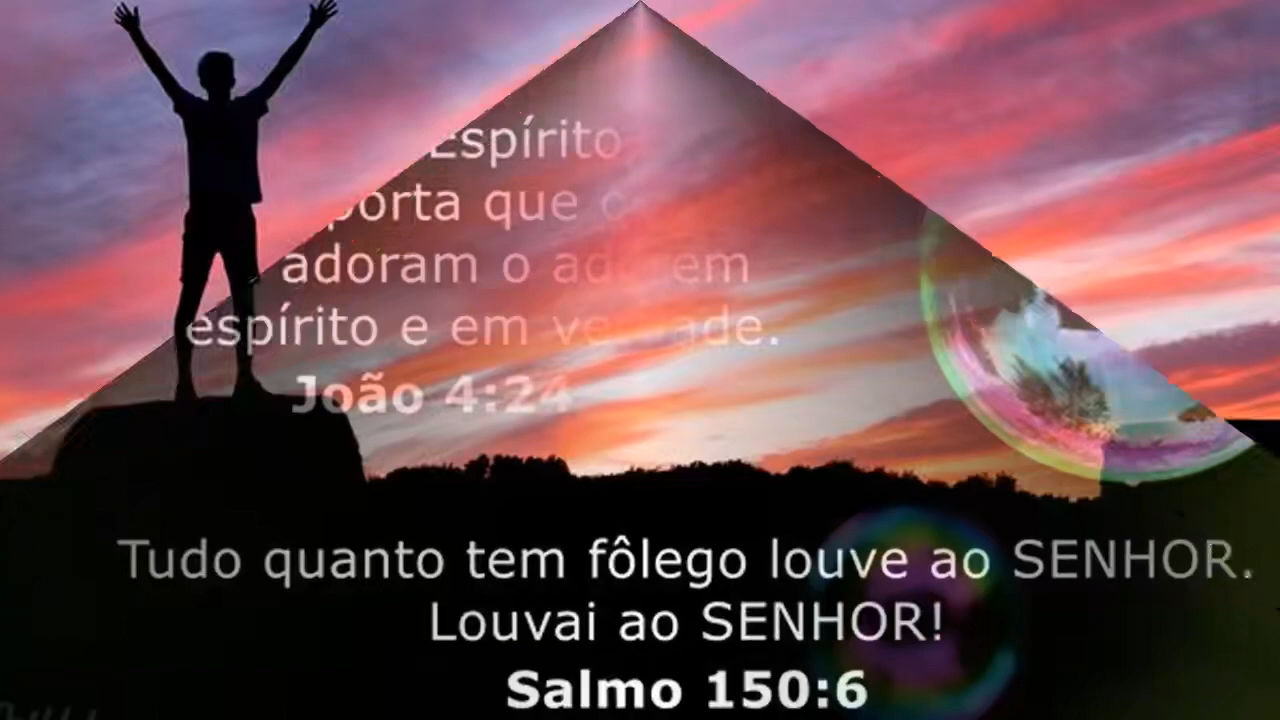 Espírito
porta que
adoram o
espírito e em
João 4:24
Tudo quanto tem fôlego louve ao SENHOR.
Louvai ao SENHOR!
Salmo 150:6